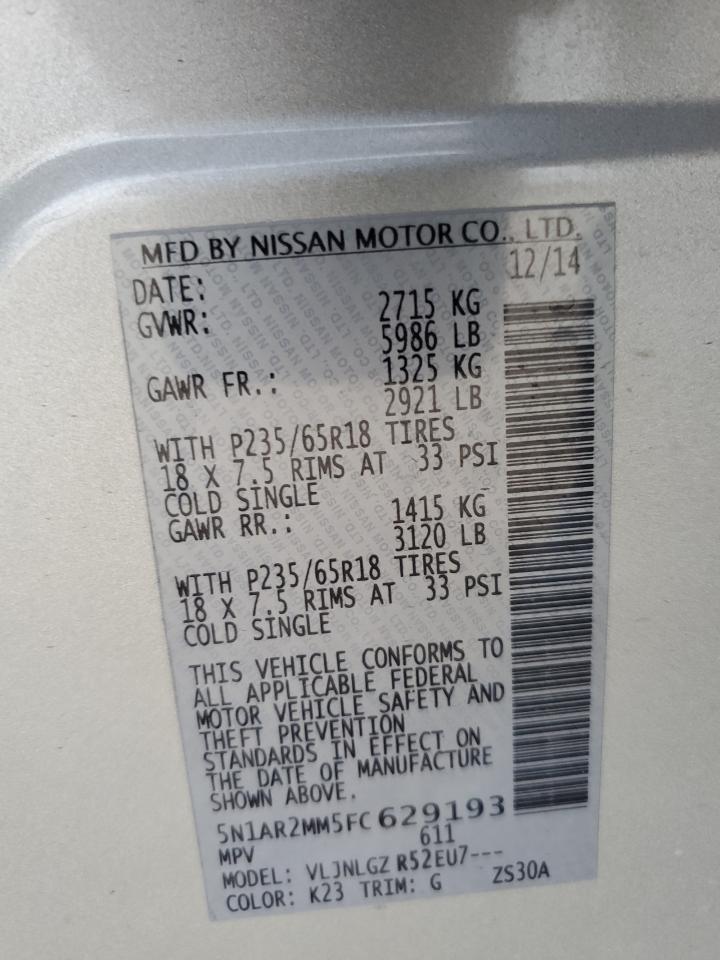 MFD BY NISSAN MOTOR CO., LTD.
DATE: 12/14
GVWR: 2715 KG
5986 LB
GAWR FR.: 1325 KG
2921 LB
WITH P235/65R18 TIRES
18 X 7.5 RIMS AT 33 PSI
COLD SINGLE
GAWR RR.: 1415 KG
3120 LB
WITH P235/65R18 TIRES
18 X 7.5 RIMS AT 33 PSI
COLD SINGLE
THIS VEHICLE CONFORMS TO
ALL APPLICABLE FEDERAL
MOTOR VEHICLE SAFETY AND
THEFT PREVENTION
STANDARDS IN EFFECT ON
THE DATE OF MANUFACTURE
SHOWN ABOVE.
5N1AR2MM5FC629193
MPV 611
MODEL: VLJNLGZ R52EU7---
COLOR: K23 TRIM: G ZS30A